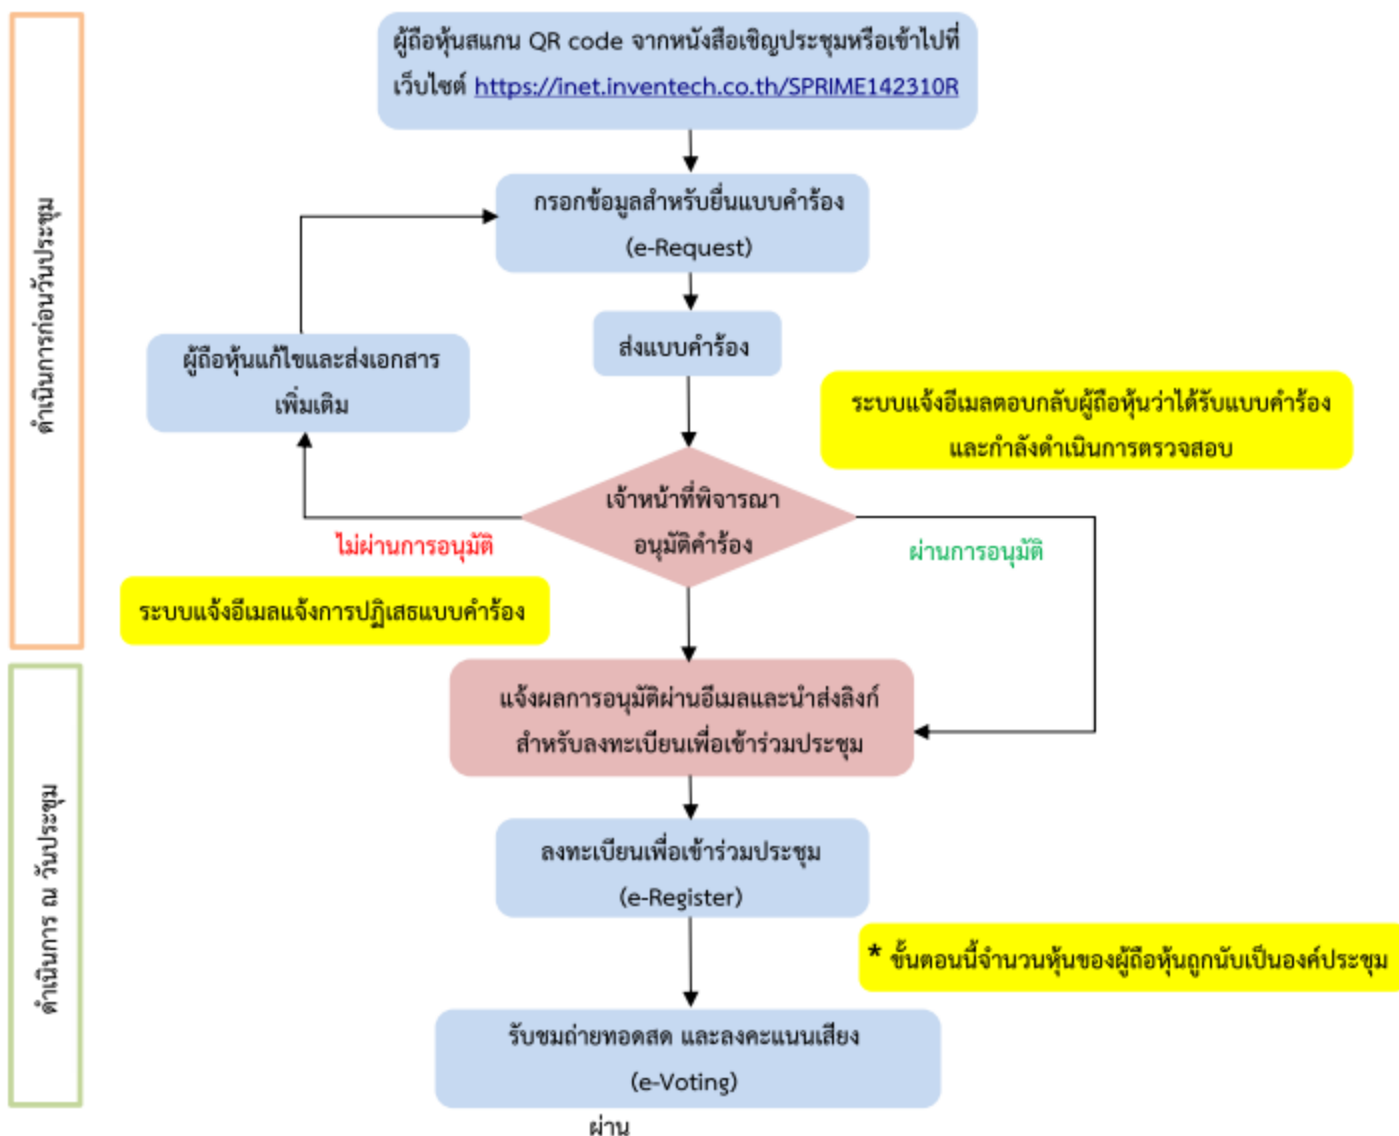 ผู้ถือหุ้นสแกน QR code จากหนังสือเชิญประชุมหรือเข้าไปที่
เว็บไซต์ https://inet.inventech.co.th/SPRIME142310R
ดำเนินการก่อนวันประชุม
กรอกข้อมูลสำหรับยื่นแบบคำร้อง
(e-Request)
ส่งแบบคำร้อง
ผู้ถือหุ้นแก้ไขและส่งเอกสาร
เพิ่มเติม
ระบบแจ้งอีเมลตอบกลับผู้ถือหุ้นว่าได้รับแบบคำร้อง
และกำลังดำเนินการตรวจสอบ
เจ้าหน้าที่พิจารณา
อนุมัติคำร้อง
ไม่ผ่านการอนุมัติ
ผ่านการอนุมัติ
ระบบแจ้งอีเมลแจ้งการปฏิเสธแบบคำร้อง
แจ้งผลการอนุมัติผ่านอีเมลและนำส่งลิงก์
สำหรับลงทะเบียนเพื่อเข้าร่วมประชุม
ดำเนินการ ณ วันประชุม
ลงทะเบียนเพื่อเข้าร่วมประชุม
(e-Register)
* ขั้นตอนนี้จำนวนหุ้นของผู้ถือหุ้นถูกนับเป็นองค์ประชุม
รับชมถ่ายทอดสด และลงคะแนนเสียง
(e-Voting)
ผ่าน